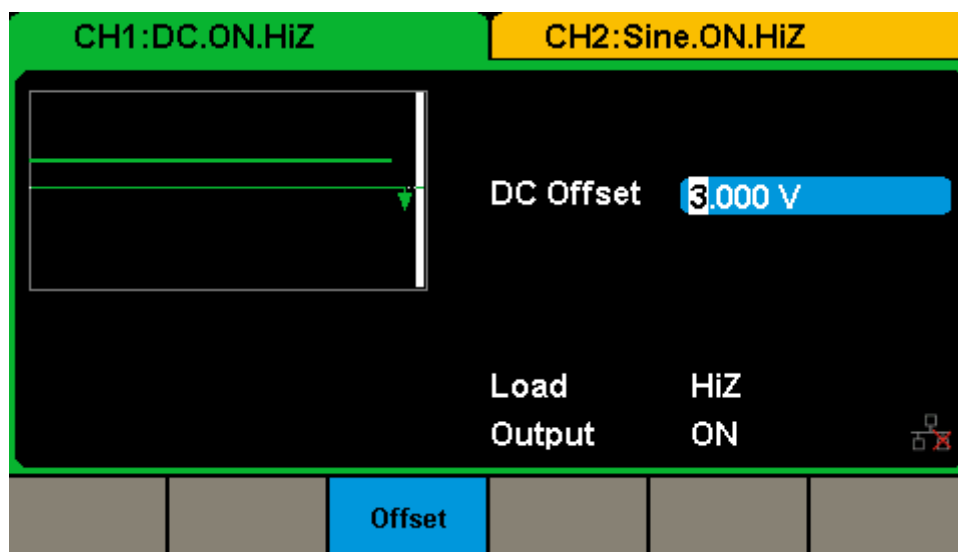 CH1:DC.ON.HiZ
CH2:Sine.ON.HiZ
DC Offset 3.000 V
Load HiZ
Output ON
Offset